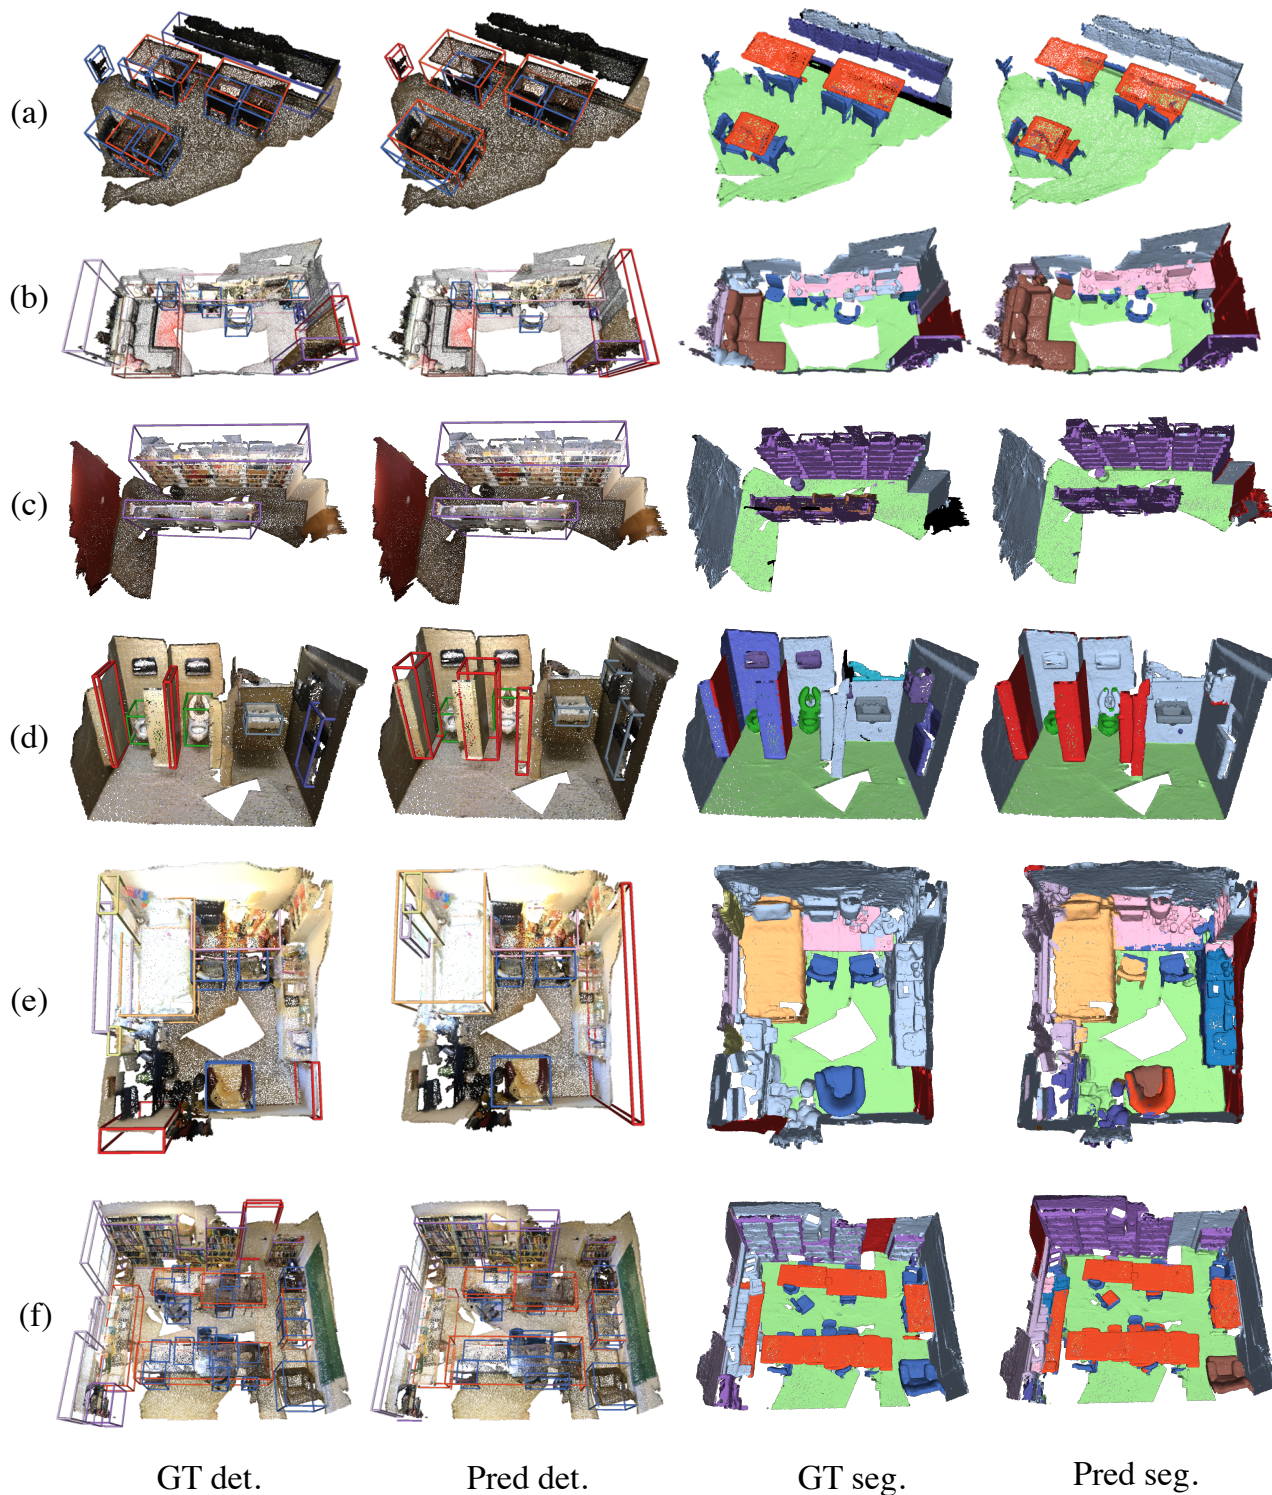 (a)
(b)
(c)
(d)
(e)
(f)
GT det. Pred det. GT seg. Pred seg.